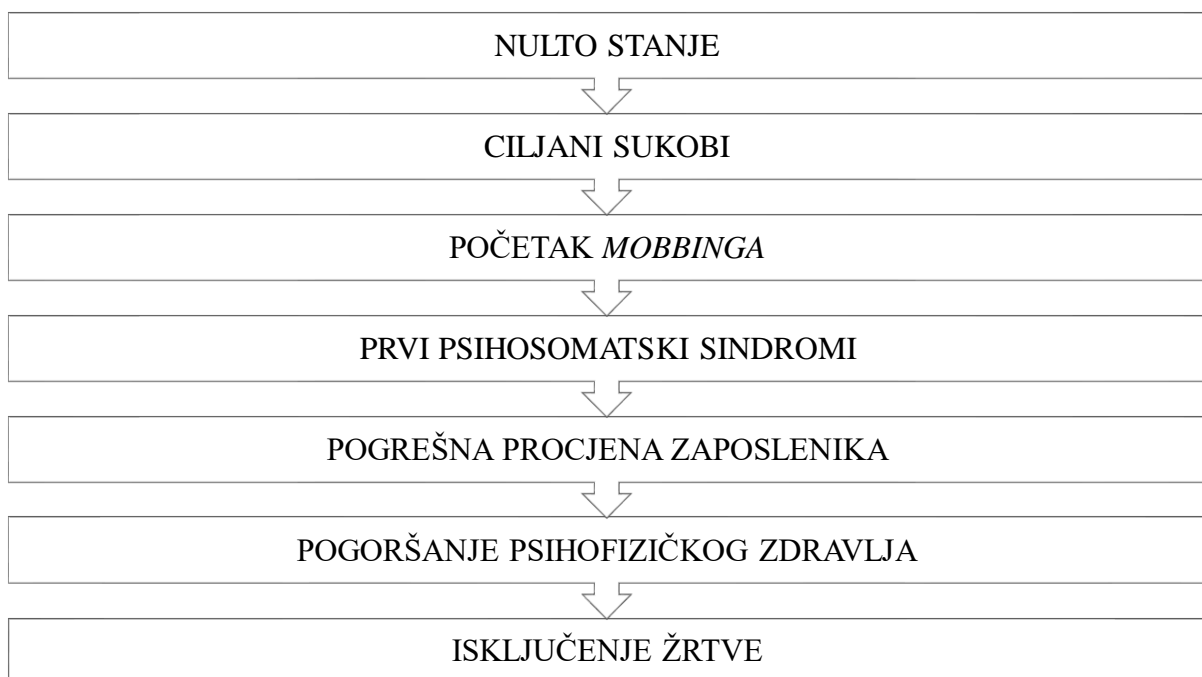 NULTO STANJE
CILJANI SUKOBI
POČETAK MOBBINGA
PRVI PSIHOSOMATSKI SINDROMI
POGREŠNA PROCJENA ZAPOSLENIKA
POGORŠANJE PSIHOFIZIČKOG ZDRAVLJA
ISKLJUČENJE ŽRTVE